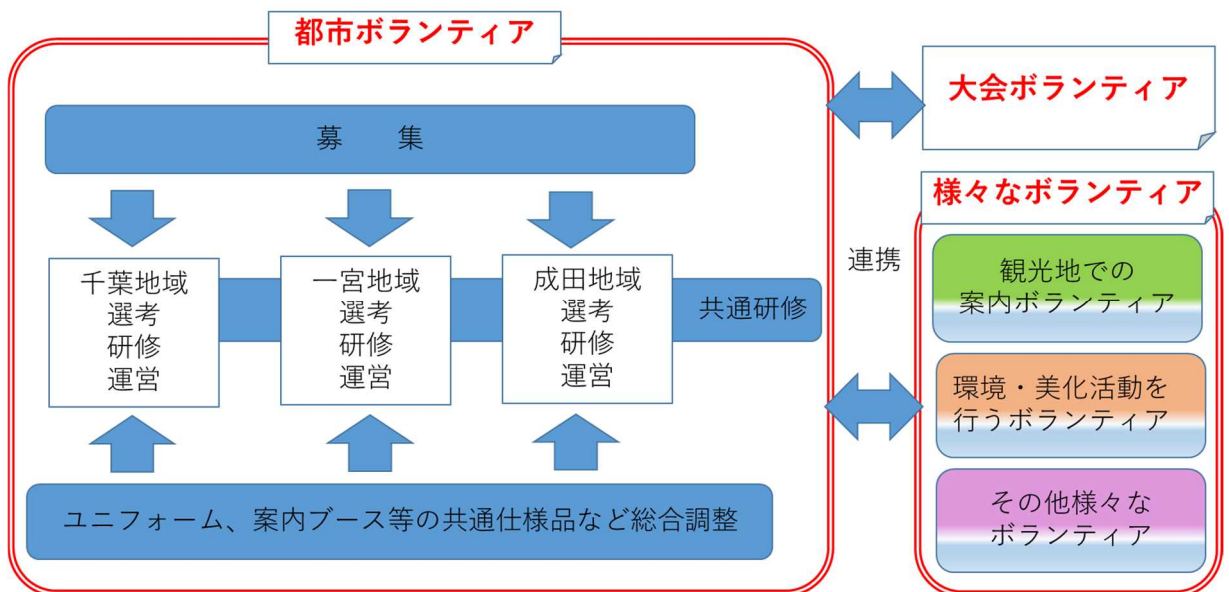 都市ボランティア
募　　集
千葉地域
選考
研修
運営
一宮地域
選考
研修
運営
成田地域
選考
研修
運営
共通研修
ユニフォーム、案内ブース等の共通仕様品など総合調整
連携
大会ボランティア
様々なボランティア
観光地での
案内ボランティア
環境・美化活動を
行うボランティア
その他様々な
ボランティア